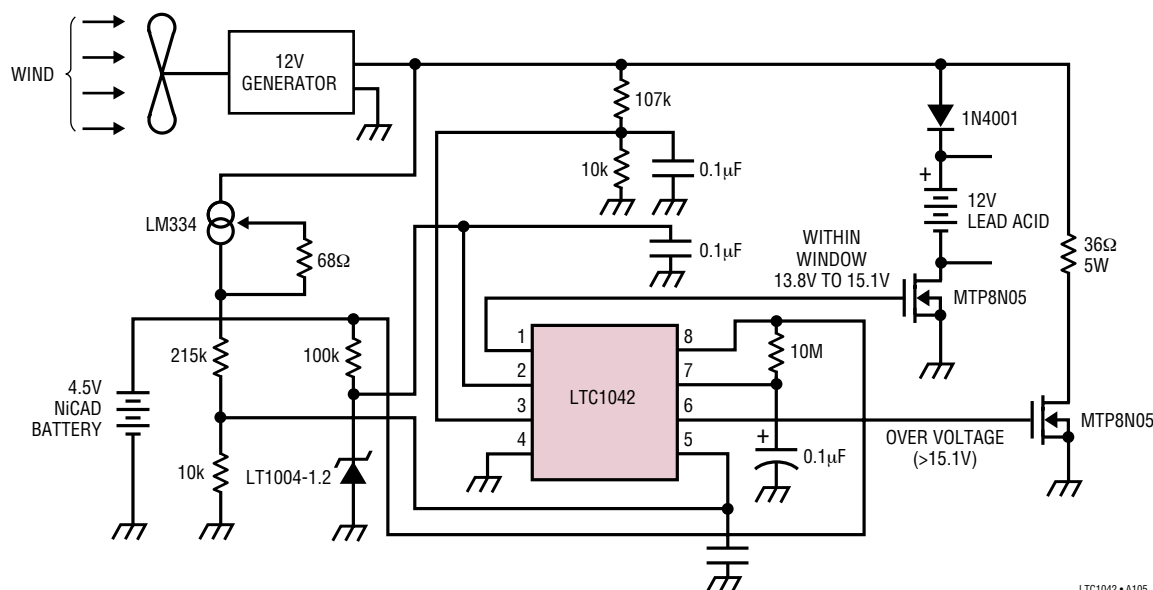 WIND
12V
GENERATOR
107k
10k
0.1µF
1N4001
+
12V
LEAD ACID
LM334
68Ω
0.1µF
WITHIN
WINDOW
13.8V TO 15.1V
36Ω
5W
MTP8N05
215k
100k
1
2
3
4
LTC1042
8
7
6
5
10M
4.5V
NiCAD
BATTERY
MTP8N05
OVER VOLTAGE
(>15.1V)
+
0.1µF
10k
LT1004-1.2
LTC1042 • A105